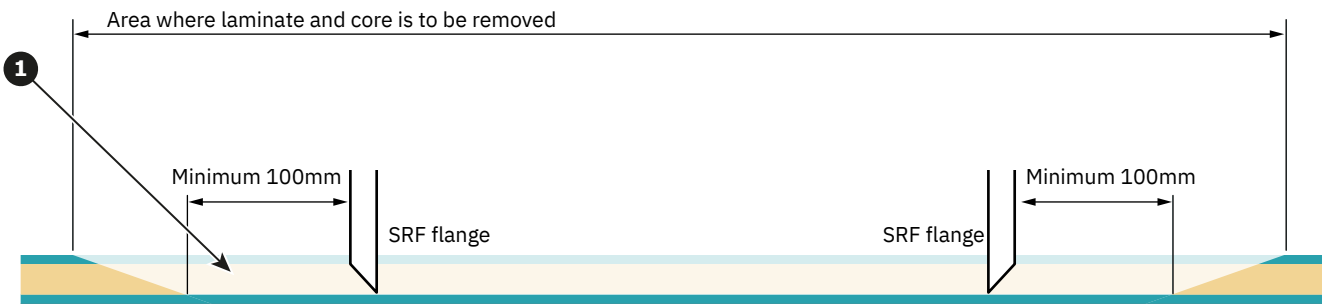 Area where laminate and core is to be removed
1
Minimum 100mm
Minimum 100mm
SRF flange
SRF flange